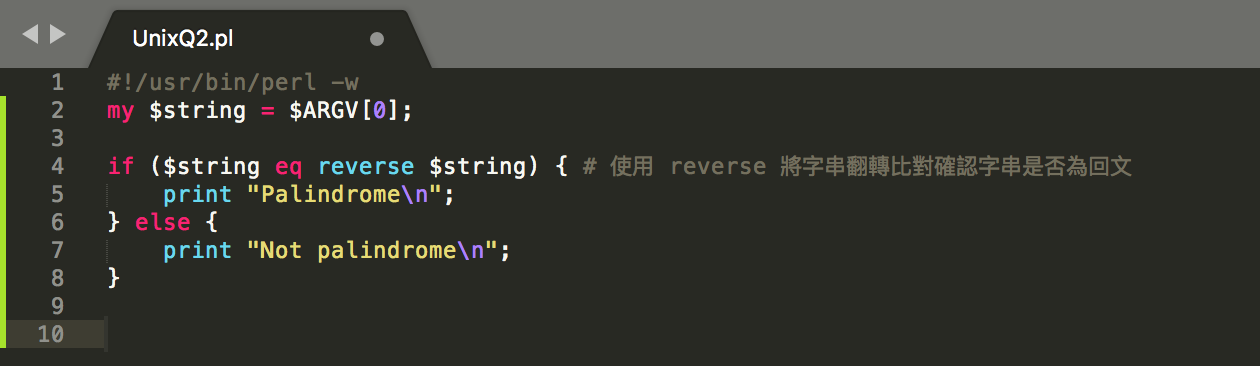 UnixQ2.pl
1 #!/usr/bin/perl -w
2 my $string = $ARGV[0];
3
4 if ($string eq reverse $string) { # 使用 reverse 將字串翻轉比對確認字串是否為回文
5     print "Palindrome\n";
6 } else {
7     print "Not palindrome\n";
8 }
9
10